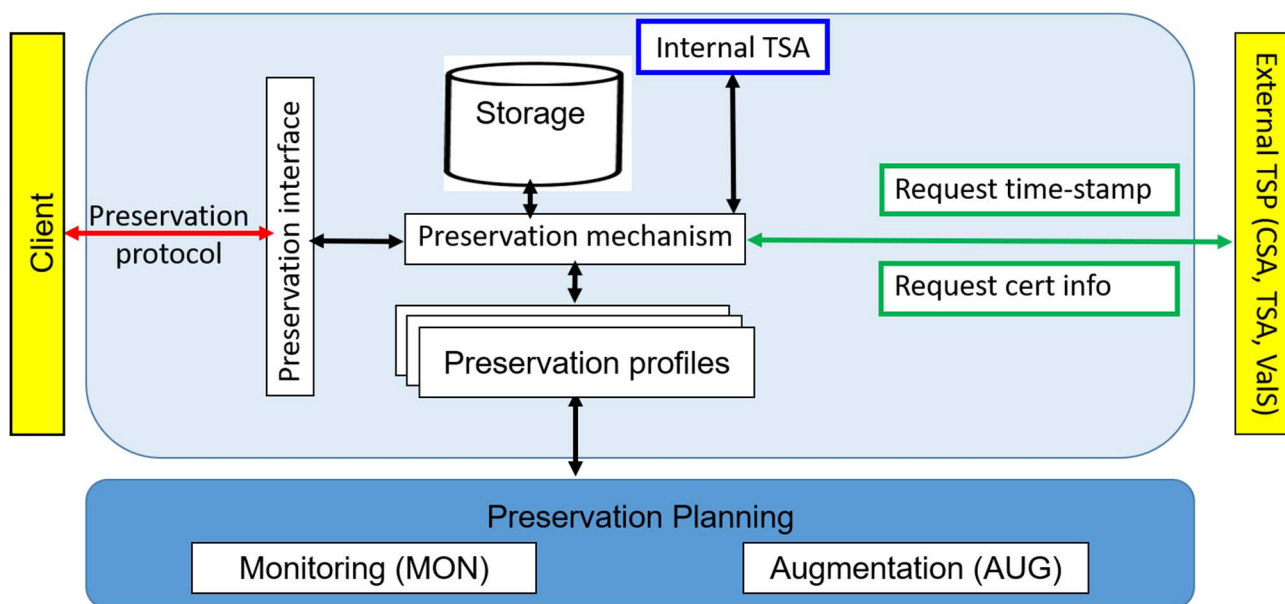 Client
Preservation
protocol
Preservation interface
Storage
Internal TSA
Preservation mechanism
Request time-stamp
Request cert info
Preservation profiles
External TSP (CSA, TSA, ValS)
Preservation Planning
Monitoring (MON)
Augmentation (AUG)